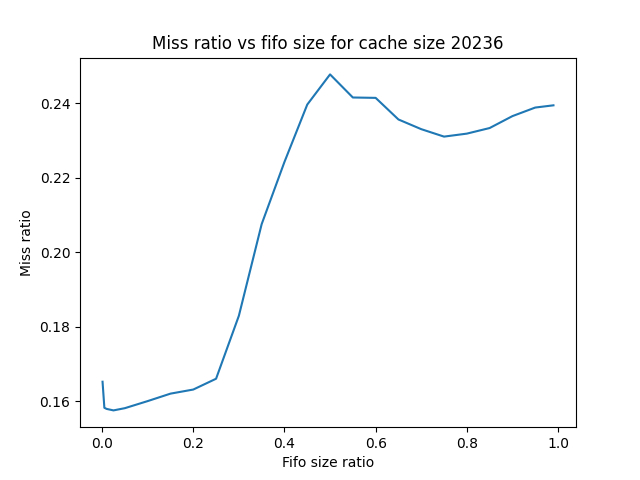 Miss ratio vs fifo size for cache size 20236
Miss ratio
0.24
0.22
0.20
0.18
0.16
0.0 0.2 0.4 0.6 0.8 1.0
Fifo size ratio